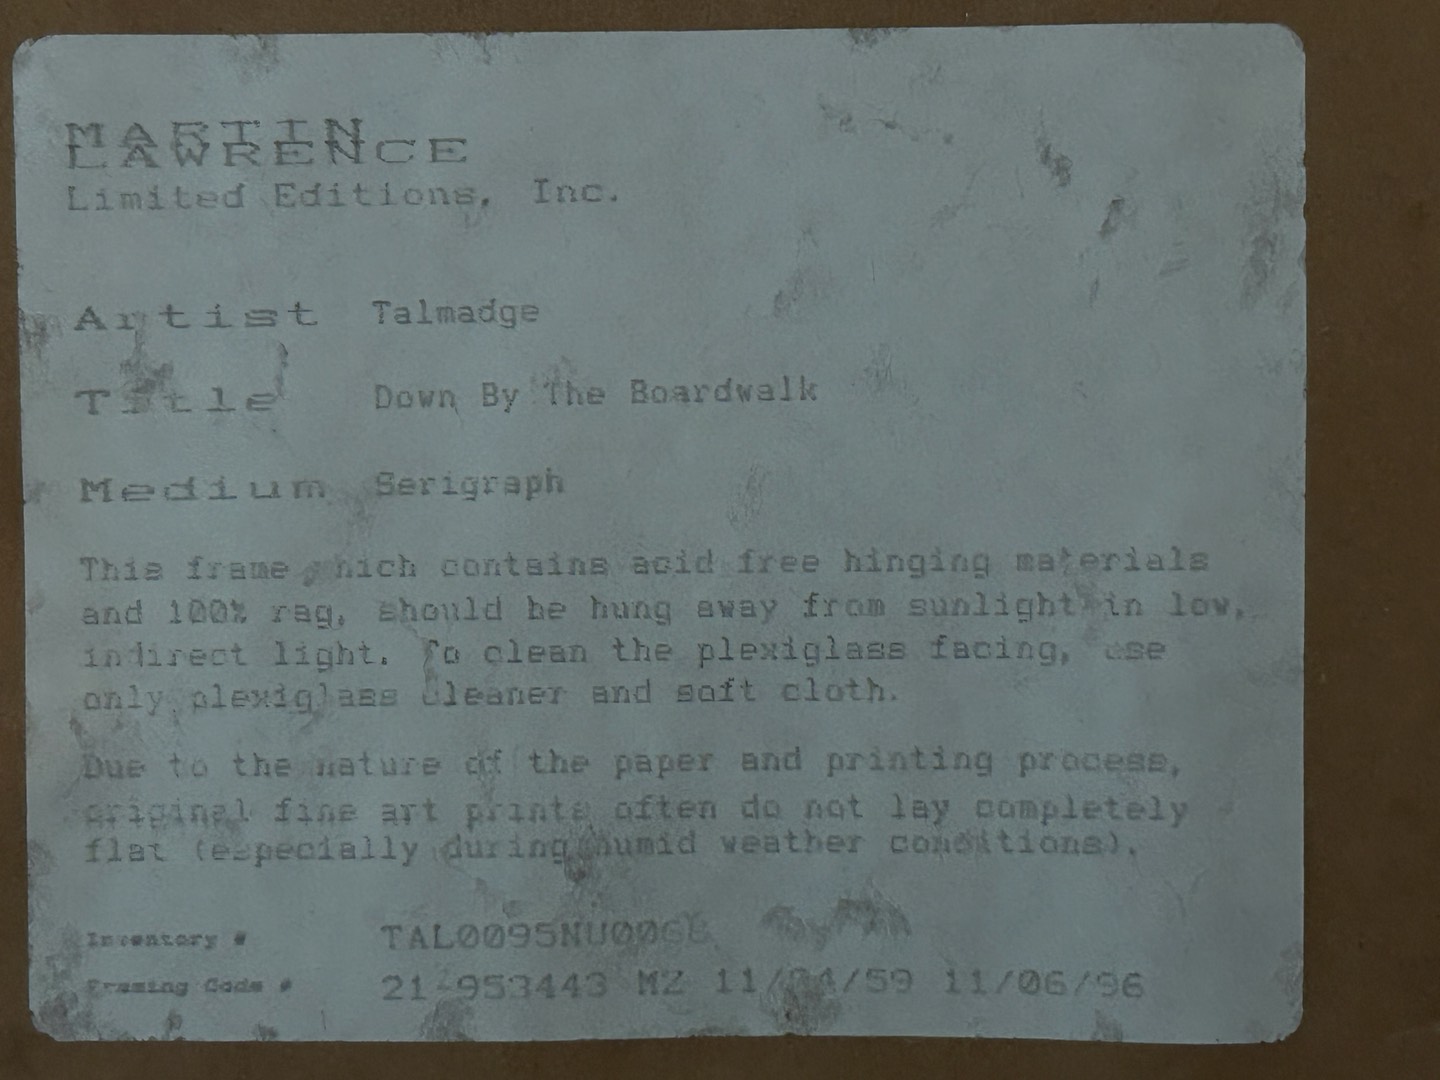 MARTIN
LAWRENCE
Limited Editions, Inc.
Artist Talmadge
Title Down By The Boardwalk
Medium Serigraph
This frame which contains acid free hinging materials
and 100% rag, should be hung away from sunlight in low,
indirect light. To clean the plexiglass facing, use
only plexiglass cleaner and soft cloth.
Due to the nature of the paper and printing process,
original fine art prints often do not lay completely
flat (especially during humid weather conditions).
Inventory #
Framing Code # 21-953443 MZ 11/06/96